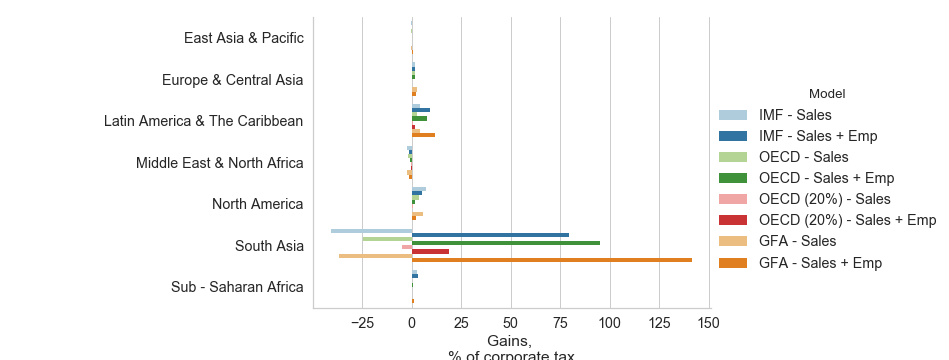 East Asia & Pacific
Europe & Central Asia
Latin America & The Caribbean
Middle East & North Africa
North America
South Asia
Sub - Saharan Africa
−25 0 25 50 75 100 125 150
Gains,
% of corporate tax
Model
IMF - Sales
IMF - Sales + Emp
OECD - Sales
OECD - Sales + Emp
OECD (20%) - Sales
OECD (20%) - Sales + Emp
GFA - Sales
GFA - Sales + Emp